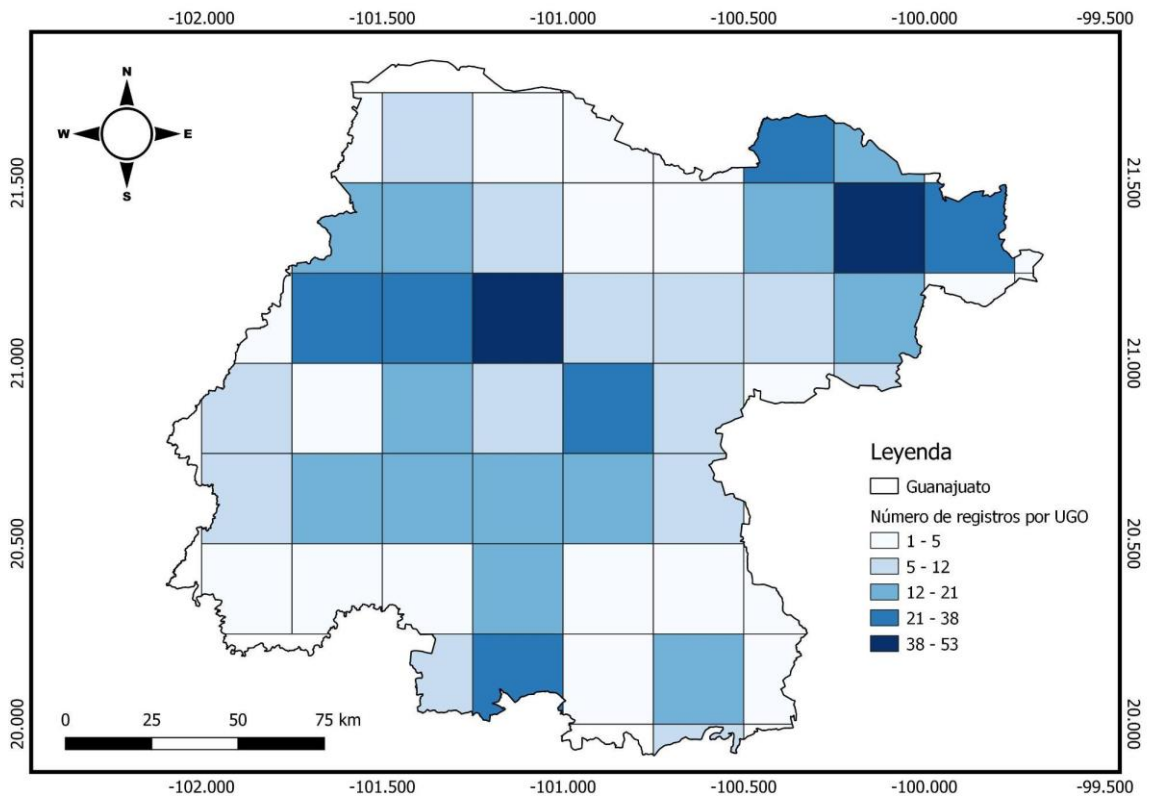 -102.000 -101.500 -101.000 -100.500 -100.000 -99.500
N
W E
S
21.500 21.500
21.000 21.000
Leyenda
Guanajuato
Número de registros por UGO
20.500 20.500
1 - 5
5 - 12
12 - 21
21 - 38
38 - 53
0 25 50 75 km
20.000 20.000
-102.000 -101.500 -101.000 -100.500 -100.000 -99.500